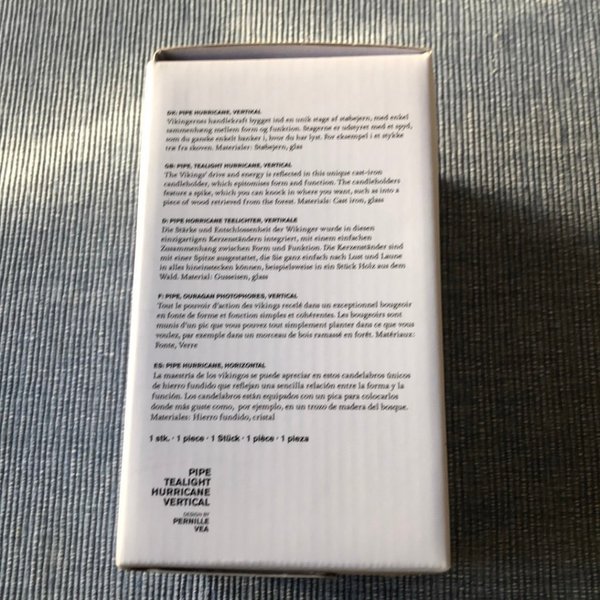 DK: PIPE HURRICANE, VERTIKAL
Vikingernes handlekraft bygget ind en unik stage af støbejern, med enkel
sammenhæng mellem form og funktion. Stagerne er udstyret med et spyd,
som du ganske enkelt banker i, hvor du har lyst. For eksempel i et stykke
træ fra skoven. Materialer: Støbejern, glas
GB: PIPE, TEALIGHT HURRICANE, VERTICAL
The Vikings' drive and energy is reflected in this unique cast-iron
candleholder, which epitomises form and function. The candleholders
feature a spike, which you can knock in where you want, such as into a
piece of wood retrieved from the forest. Materials: Cast iron, glass
D: PIPE HORRICANE TEELICHTER, VERTIKALE
Die Stärke und Entschlossenheit der Wikinger wurde in diesen
einzigartigen Kerzenständern integriert, mit einem einfachen
Zusammenhang zwischen Form und Funktion. Die Kerzenständer sind
mit einer Spitze ausgestattet, die Sie ganz einfach nach Lust und Laune
in alles hineinstecken können, beispielsweise in ein Stück Holz aus dem
Wald. Material: Gusseisen, glass
F: PIPE, OURAGAN PHOTOPHORES, VERTICAL
Tout le pouvoir d'action des vikings recelé dans un exceptionnel bougeoir
en fonte de forme et fonction simples et cohérentes. Les bougeoirs sont
munis d'un pic que vous pouvez tout simplement planter dans ce que vous
voulez, par exemple dans un morceau de bois ramassé en forêt. Matériaux:
Fonte, Verre
ES: PIPE HURRICANE, HORIZONTAL
La maestría de los vikingos se puede apreciar en estos candelabros únicos
de hierro fundido que reflejan una sencilla relación entre la forma y la
función. Los candelabros están equipados con un pica para colocarlos
donde más guste como, por ejemplo, en un trozo de madera del bosque.
Materiales: Hierro fundido, cristal
1 stk. · 1 piece · 1 Stück · 1 pièce · 1 pieza
PIPE
TEALIGHT
HURRICANE
VERTICAL
DESIGN BY
PERNILLE
VEA